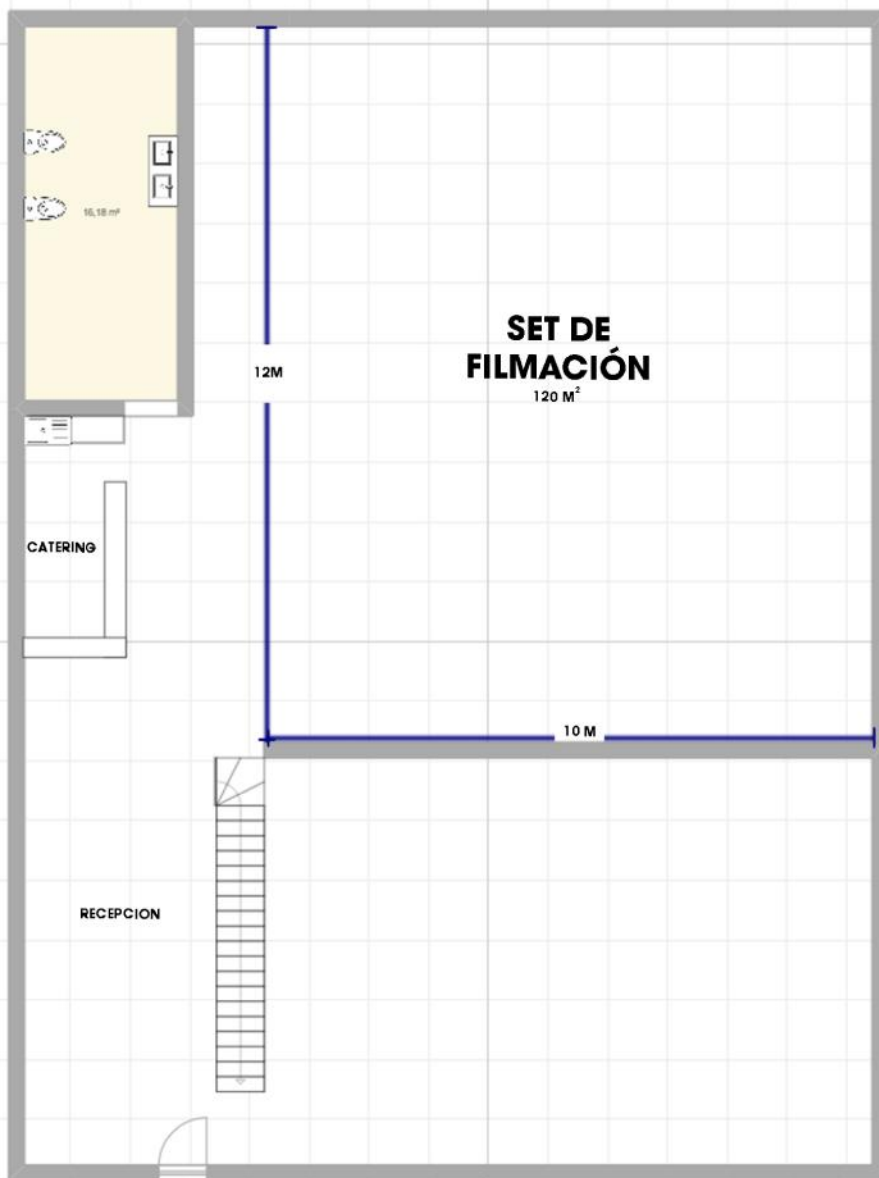 16,18 m²
SET DE
FILMACIÓN
120 M²
12M
CATERING
10 M
RECEPCION